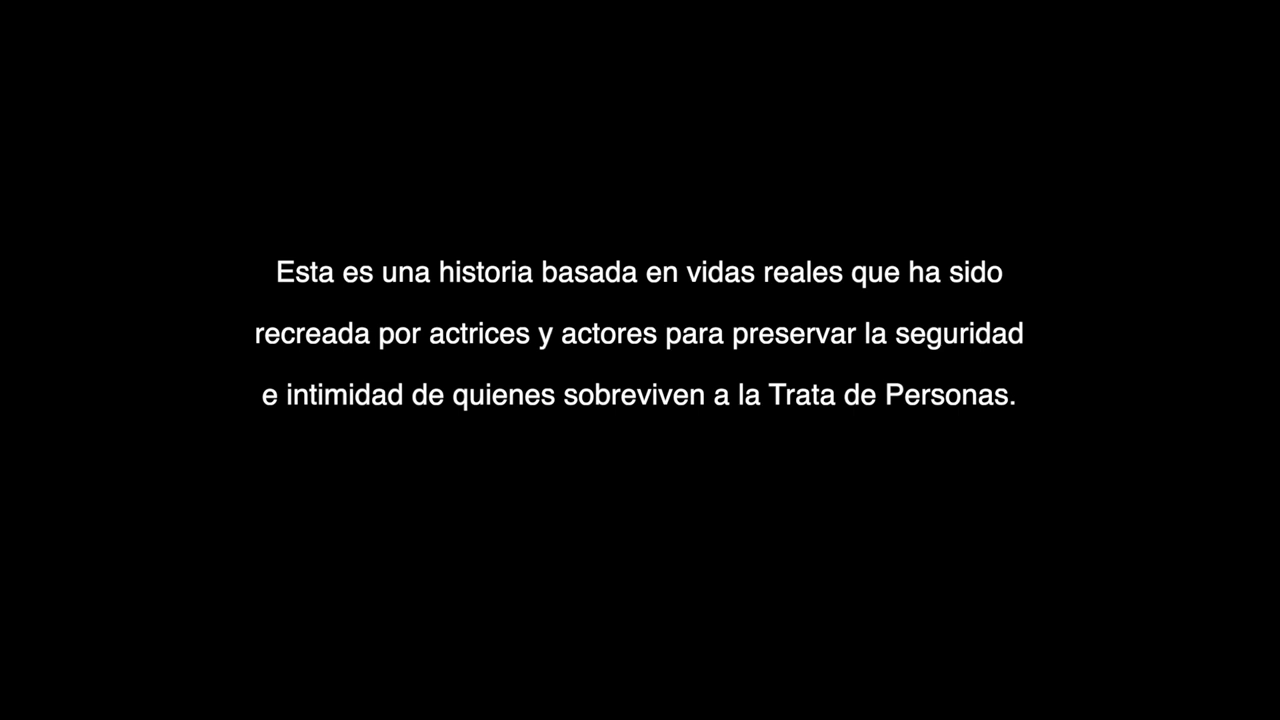 Esta es una historia basada en vidas reales que ha sido
recreada por actrices y actores para preservar la seguridad
e intimidad de quienes sobreviven a la Trata de Personas.